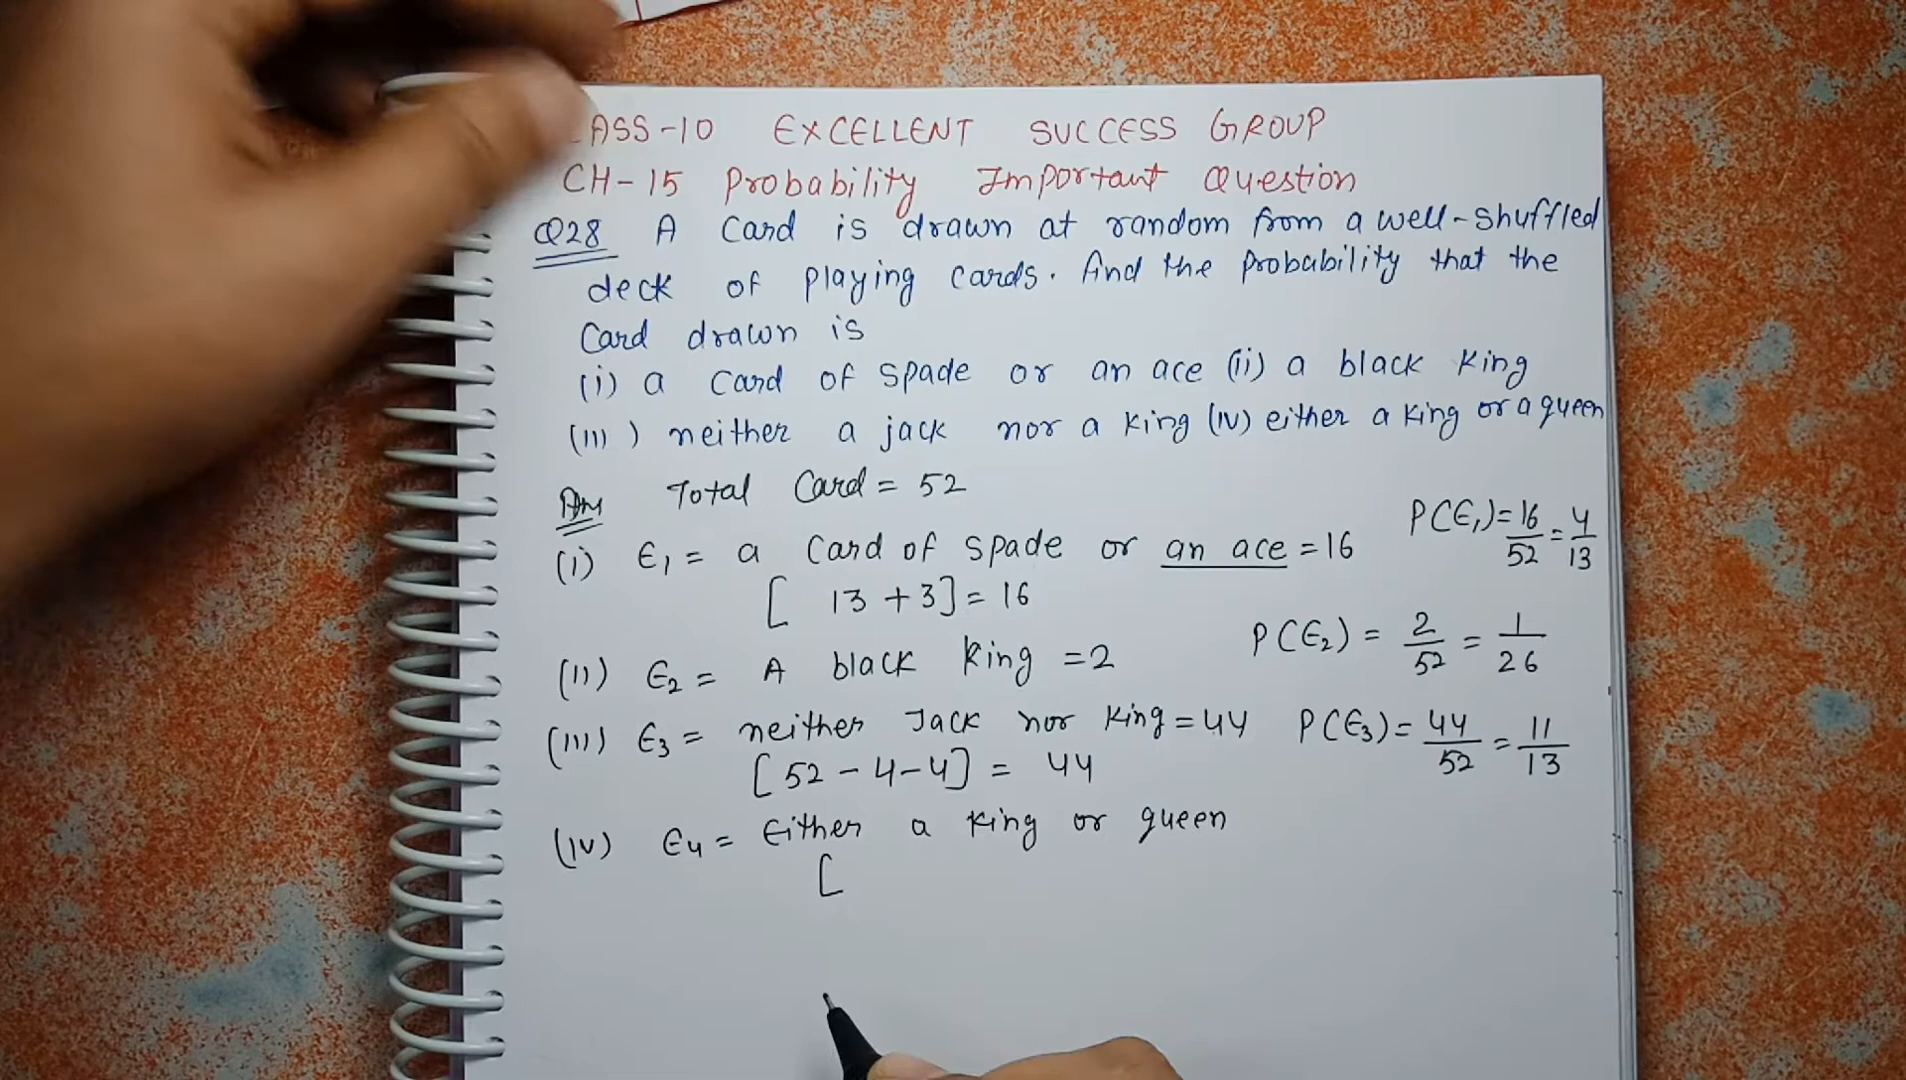 ASS-10 EXCELLENT SUCCESS GROUP
CH-15 Probability Important Question
Q28 A Card is drawn at random from a well-shuffled
deck of playing cards. find the probability that the
Card drawn is
(i) a card of spade or an ace (ii) a black king
(III) neither a jack nor a king (IV) either a king or a queen
Ans Total Card = 52
(i) E₁ = a Card of spade or an ace = 16 P(E₁) = 16/52 = 4/13
[ 13 + 3] = 16
(II) E₂ = A black king = 2 P(E₂) = 2/52 = 1/26
(III) E₃ = neither Jack nor king = 44 P(E₃) = 44/52 = 11/13
[52 - 4 - 4] = 44
(IV) E₄ = Either a king or queen
[